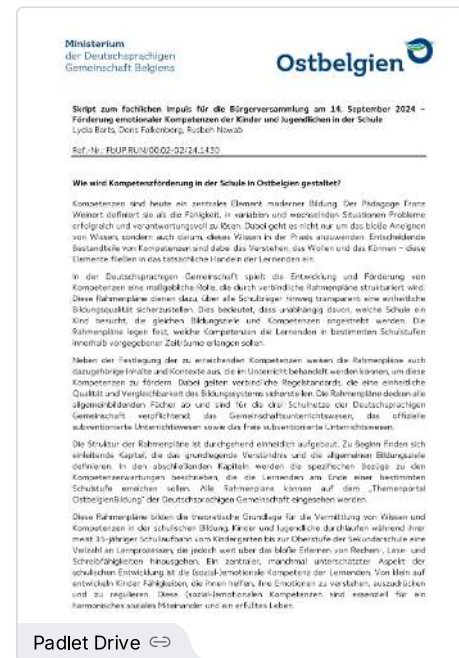 Ministerium
der Deutschsprachigen
Gemeinschaft Belgiens
Ostbelgien
Skript zum fachlichen Impuls für die Bürgerversammlung am 14. September 2024 –
Förderung emotionaler Kompetenzen der Kinder und Jugendlichen in der Schule
Lydia Barts, Doris Falkenberg, Rusbeh Nawab
Ref.-Nr.: FbUP.RUN/00.02-02/24.1430
Wie wird Kompetenzförderung in der Schule in Ostbelgien gestaltet?
Kompetenzen sind heute ein zentrales Element moderner Bildung. Der Pädagoge Franz
Weinert definiert sie als die Fähigkeit, in variablen und wechselnden Situationen Probleme
erfolgreich und verantwortungsvoll zu lösen. Dabei geht es nicht nur um das bloße Aneignen
von Wissen, sondern auch darum, dieses Wissen in der Praxis anzuwenden. Entscheidende
Bestandteile von Kompetenzen sind dabei das Verstehen, das Wollen und das Können – diese
Elemente fließen in das tatsächliche Handeln der Lernenden ein.
In der Deutschsprachigen Gemeinschaft spielt die Entwicklung und Förderung von
Kompetenzen eine maßgebliche Rolle, die durch verbindliche Rahmenpläne strukturiert wird.
Diese Rahmenpläne dienen dazu, über alle Schulträger hinweg transparent eine einheitliche
Bildungsqualität sicherzustellen. Dies bedeutet, dass unabhängig davon, welche Schule ein
Kind besucht, die gleichen Bildungsziele und Kompetenzen angestrebt werden. Die
Rahmenpläne legen fest, welche Kompetenzen die Lernenden in bestimmten Schulstufen
innerhalb vorgegebener Zeiträume erlangen sollen.
Neben der Festlegung der zu erreichenden Kompetenzen weisen die Rahmenpläne auch
dazugehörige Inhalte und Kontexte aus, die im Unterricht behandelt werden können, um diese
Kompetenzen zu fördern. Dabei gelten verbindliche Regelstandards, die eine einheitliche
Qualität und Vergleichbarkeit des Bildungssystems sicherstellen. Die Rahmenpläne decken alle
allgemeinbildenden Fächer ab und sind für die drei Schulnetze der Deutschsprachigen
Gemeinschaft verpflichtend: das Gemeinschaftsunterrichtswesen, das offizielle
subventionierte Unterrichtswesen sowie das freie subventionierte Unterrichtswesen.
Die Struktur der Rahmenpläne ist durchgehend einheitlich aufgebaut. Zu Beginn finden sich
einleitende Kapitel, die das grundlegende Verständnis und die allgemeinen Bildungsziele
definieren. In den abschließenden Kapiteln werden die spezifischen Bezüge zu den
Kompetenzerwartungen beschrieben, die die Lernenden am Ende einer bestimmten
Schulstufe erreichen sollen. Alle Rahmenpläne können auf dem „Themenportal
OstbelgienBildung“ der Deutschsprachigen Gemeinschaft eingesehen werden.
Diese Rahmenpläne bilden die theoretische Grundlage für die Vermittlung von Wissen und
Kompetenzen in der schulischen Bildung. Kinder und Jugendliche durchlaufen während ihrer
meist 15-jähriger Schullaufbahn vom Kindergarten bis zur Oberstufe der Sekundarschule eine
Vielzahl an Lernprozessen, die jedoch weit über das bloße Erlernen von Rechen-, Lese- und
Schreibfähigkeiten hinausgehen. Ein zentraler, manchmal unterschätzter Aspekt der
schulischen Entwicklung ist die (sozial-)emotionale Kompetenz der Lernenden. Von klein auf
entwickeln Kinder Fähigkeiten, die ihnen helfen, ihre Emotionen zu verstehen, auszudrücken
und zu regulieren. Diese (sozial-)emotionalen Kompetenzen sind essenziell für ein
harmonisches soziales Miteinander und ein erfülltes Leben.
Padlet Drive